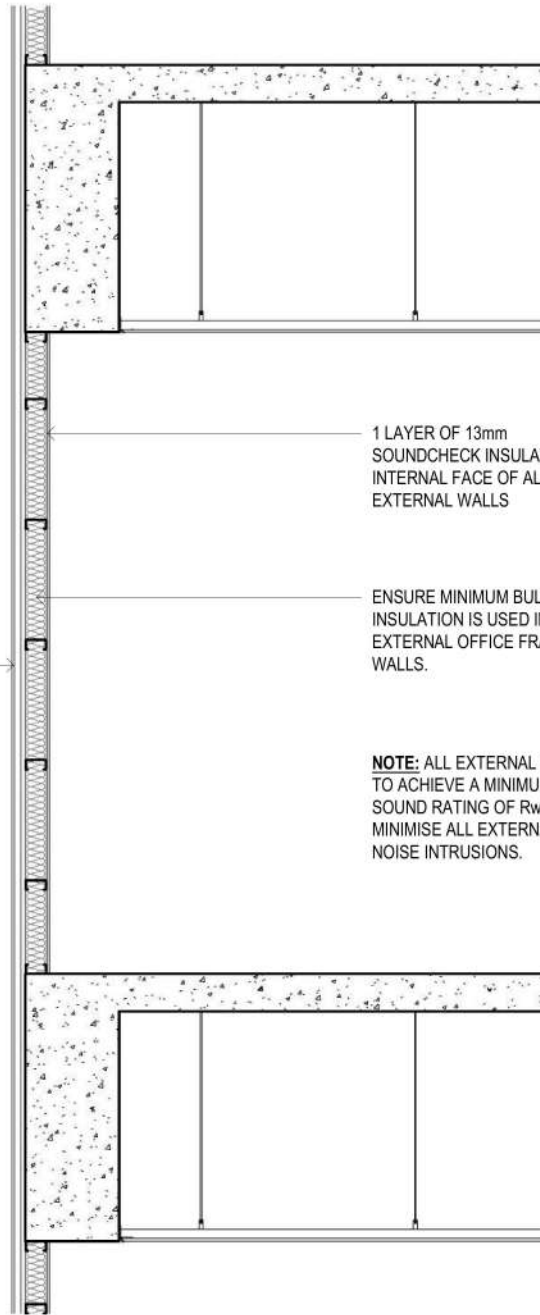 1 LAYER OF 13mm
SOUNDCHECK INSULA
INTERNAL FACE OF AL
EXTERNAL WALLS
ENSURE MINIMUM BUL
INSULATION IS USED I
EXTERNAL OFFICE FRA
WALLS.
NOTE: ALL EXTERNAL
TO ACHIEVE A MINIMU
SOUND RATING OF Rw
MINIMISE ALL EXTERN
NOISE INTRUSIONS.